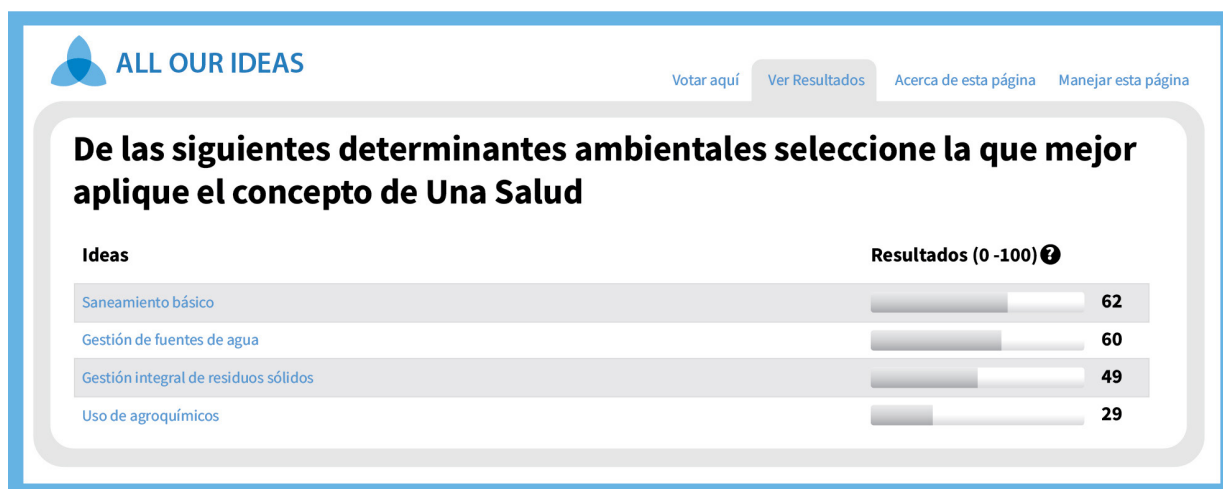 ALL OUR IDEAS
Votar aquí Ver Resultados Acerca de esta página Manejar esta página
De las siguientes determinantes ambientales seleccione la que mejor
aplique el concepto de Una Salud
Ideas Resultados (0 -100) ?
Saneamiento básico 62
Gestión de fuentes de agua 60
Gestión integral de residuos sólidos 49
Uso de agroquímicos 29